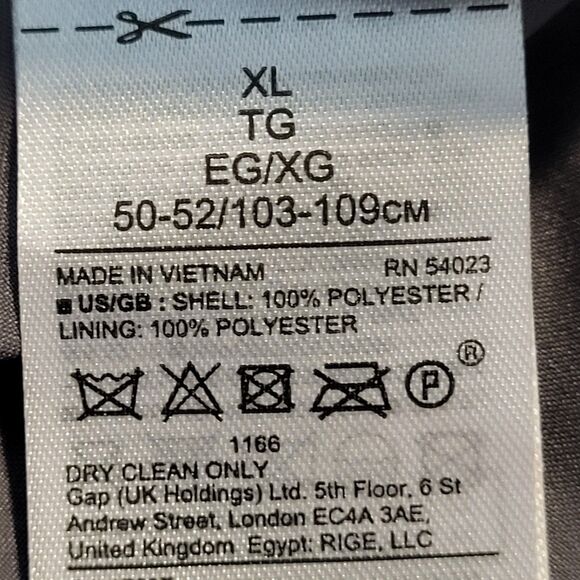 XL
TG
EG/XG
50-52/103-109CM
MADE IN VIETNAM RN 54023
US/GB : SHELL: 100% POLYESTER /
LINING: 100% POLYESTER
P ®
1166
DRY CLEAN ONLY
Gap (UK Holdings) Ltd. 5th Floor, 6 St
Andrew Street, London EC4A 3AE,
United Kingdom Egypt: RIGE, LLC